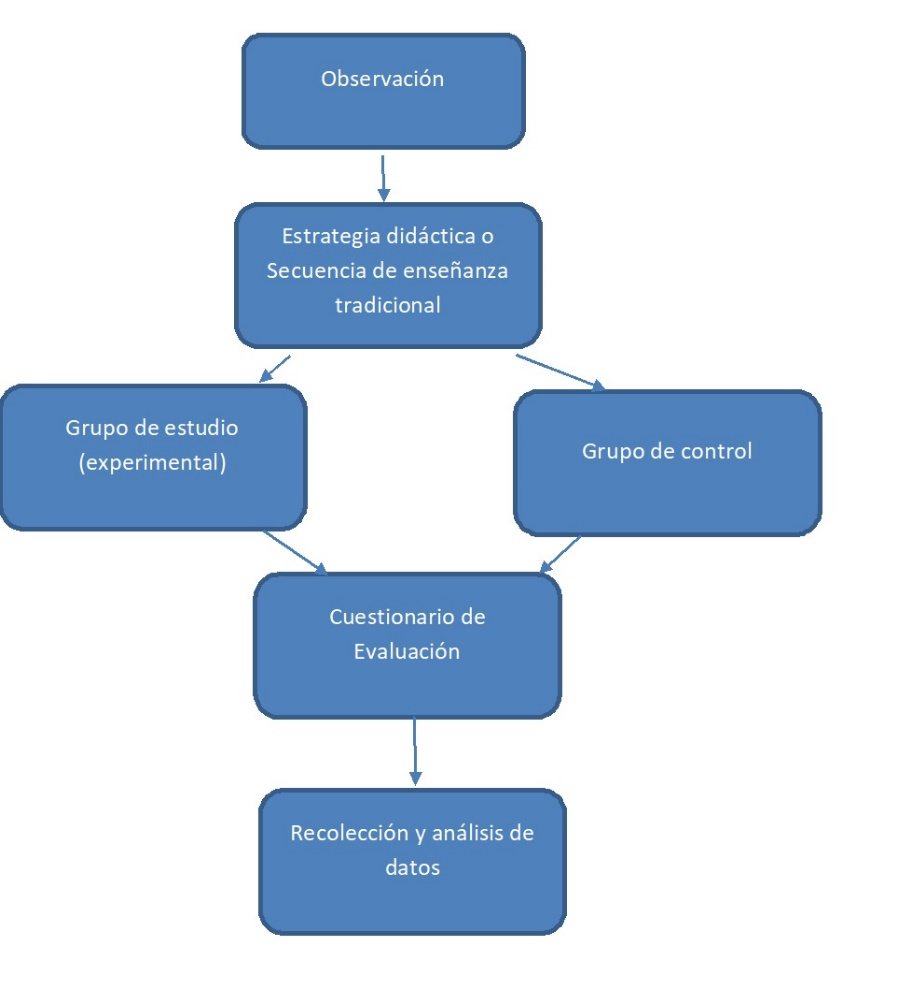 Observación
Estrategia didáctica o
Secuencia de enseñanza
tradicional
Grupo de estudio
(experimental)
Grupo de control
Cuestionario de
Evaluación
Recolección y análisis de
datos